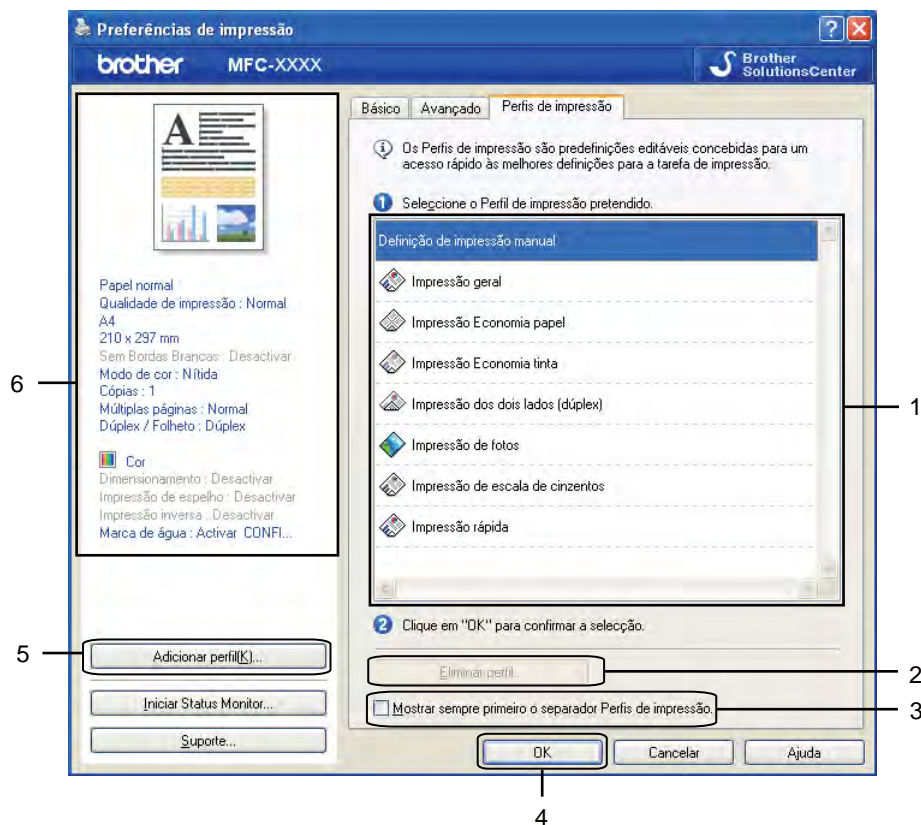 Preferências de impressão
brother MFC-XXXX
Brother
SolutionsCenter
Básico Avançado Perfis de impressão
Os Perfis de impressão são predefinições editáveis concebidas para um
acesso rápido às melhores definições para a tarefa de impressão.
1 Seleccione o Perfil de impressão pretendido.
Definição de impressão manual
Impressão geral
Impressão Economia papel
Impressão Economia tinta
Impressão dos dois lados (dúplex)
Impressão de fotos
Impressão de escala de cinzentos
Impressão rápida
1
2 Clique em "OK" para confirmar a selecção.
Eliminar perfil...
2
Mostrar sempre primeiro o separador Perfis de impressão.
3
OK Cancelar Ajuda
4
A
Papel normal
Qualidade de impressão : Normal
A4
210 x 297 mm
Sem Bordas Brancas : Desactivar
Modo de cor : Nítida
Cópias : 1
Múltiplas páginas : Normal
Dúplex / Folheto : Dúplex
Cor
Dimensionamento : Desactivar
Impressão de espelho : Desactivar
Impressão inversa : Desactivar
Marca de água : Activar CONFI...
6
Adicionar perfil(K)...
5
Iniciar Status Monitor...
Suporte...